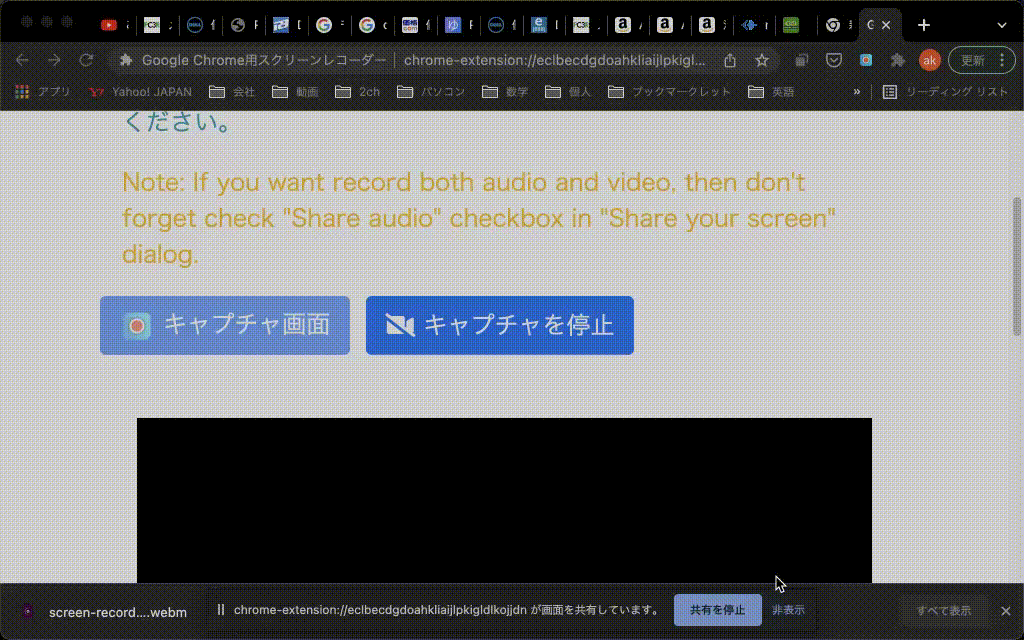 Google Chrome用スクリーンレコーダー
chrome-extension://eclbecdgdoahkliaijlpkigl...
ak
更新
アプリ
Yahoo! JAPAN
会社
動画
2ch
パソコン
数学
個人
ブックマークレット
英語
»
リーディング リスト
ください。
Note: If you want record both audio and video, then don't
forget check "Share audio" checkbox in "Share your screen"
dialog.
キャプチャ画面
キャプチャを停止
screen-record....webm
chrome-extension://eclbecdgdoahkliaijlpkigldlkojjdn が画面を共有しています。
共有を停止
非表示
すべて表示